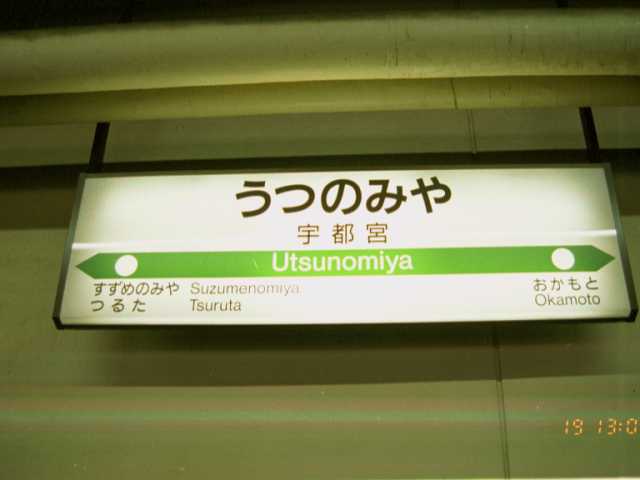 うつのみや
宇都宮
Utsunomiya
すずめのみや Suzumenomiya
つるた Tsuruta
おかもと
Okamoto
19 13:0